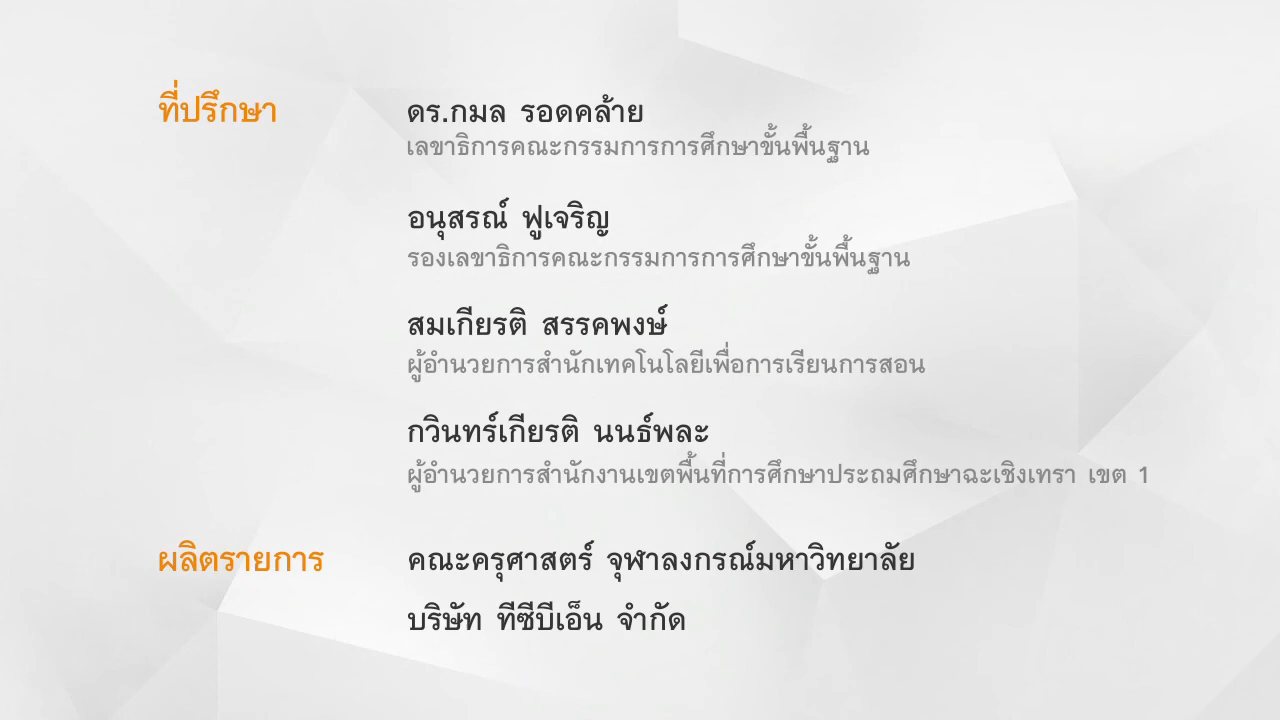 ที่ปรึกษา ดร.กมล รอดคล้าย
เลขาธิการคณะกรรมการการศึกษาขั้นพื้นฐาน
อนุสรณ์ ฟูเจริญ
รองเลขาธิการคณะกรรมการการศึกษาขั้นพื้นฐาน
สมเกียรติ สรรคพงษ์
ผู้อำนวยการสำนักเทคโนโลยีเพื่อการเรียนการสอน
กวินทร์เกียรติ นนธ์พละ
ผู้อำนวยการสำนักงานเขตพื้นที่การศึกษาประถมศึกษาฉะเชิงเทรา เขต 1
ผลิตรายการ คณะครุศาสตร์ จุฬาลงกรณ์มหาวิทยาลัย
บริษัท ทีซีบีเอ็น จำกัด